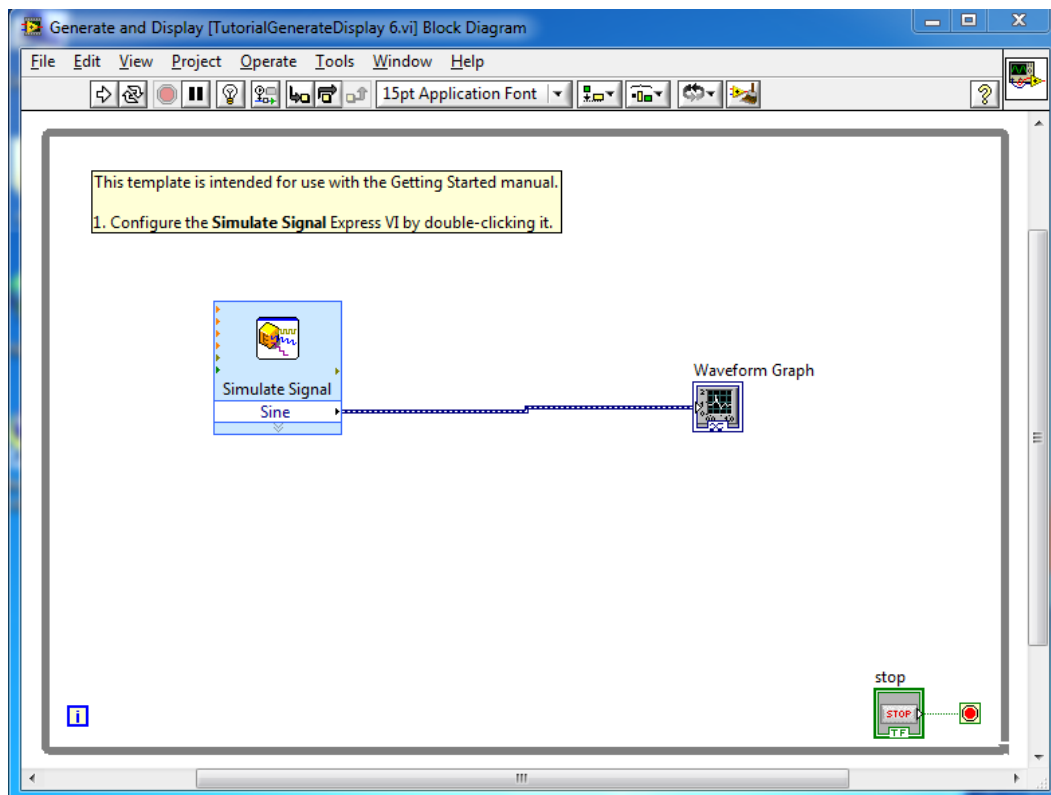 Generate and Display [TutorialGenerateDisplay 6.vi] Block Diagram
File Edit View Project Operate Tools Window Help
15pt Application Font
This template is intended for use with the Getting Started manual.
1. Configure the Simulate Signal Express VI by double-clicking it.
Simulate Signal
Sine
Waveform Graph
stop
STOP
TF
i